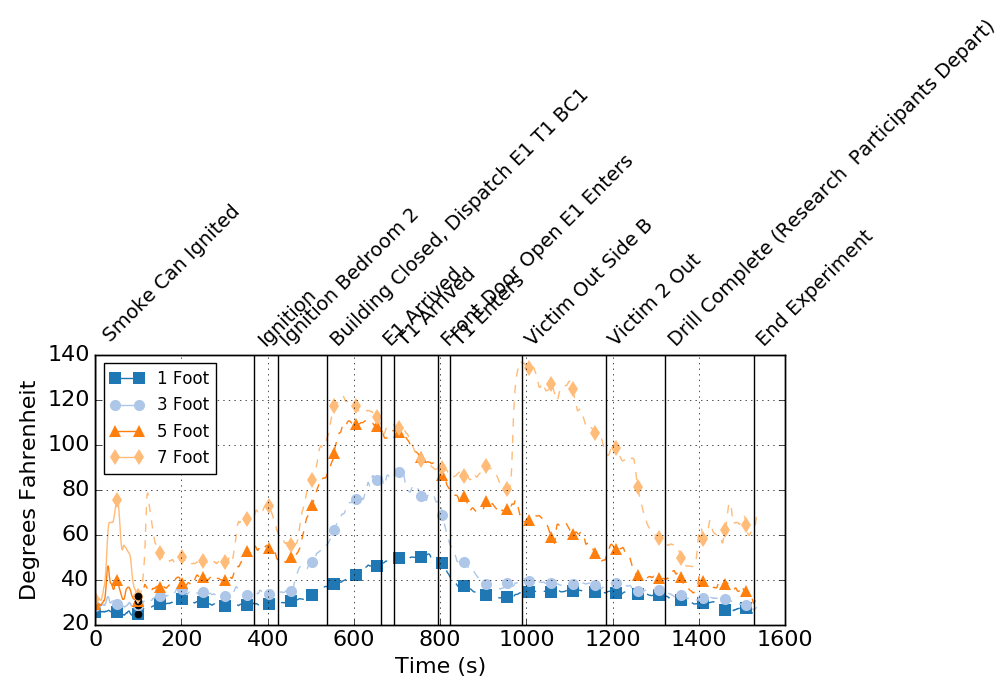 Smoke Can Ignited
Ignition
Ignition Bedroom 2
Building Closed, Dispatch E1 T1 BC1
E1 Arrived
T1 Arrived
Front Door Open E1 Enters
T1 Enters
Victim Out Side B
Victim 2 Out
Drill Complete (Research  Participants Depart)
End Experiment
1 Foot
3 Foot
5 Foot
7 Foot
Degrees Fahrenheit
140
120
100
80
60
40
20
0 200 400 600 800 1000 1200 1400 1600
Time (s)